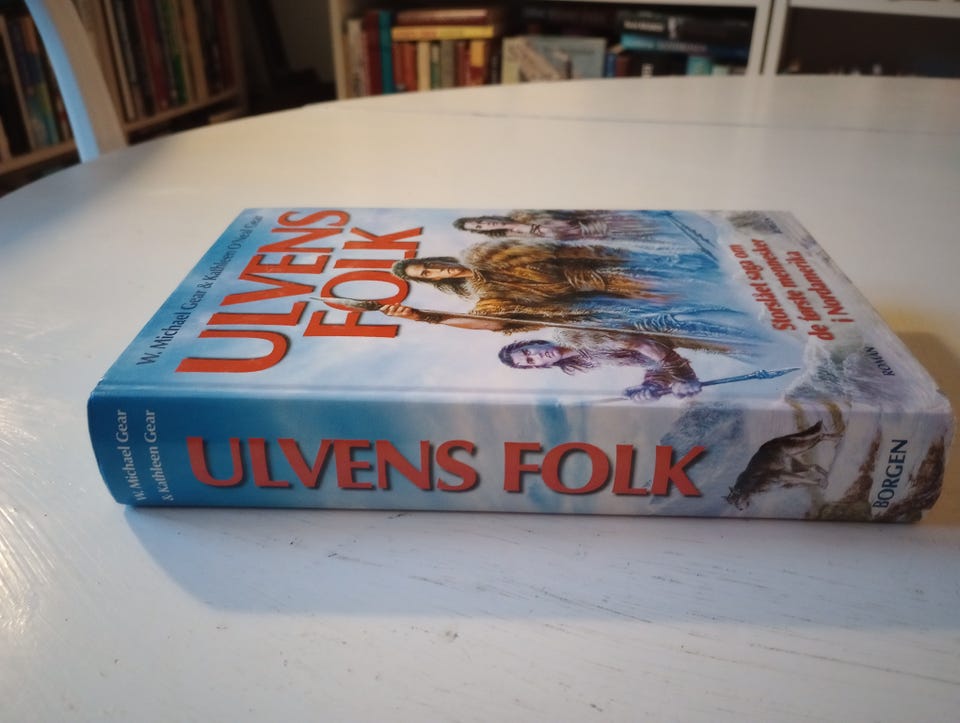 W. Michael Gear & Kathleen O'Neal Gear
ULVENS
FOLK
Storslået saga om
de første mennesker
i Nordamerika
ROMAN
W. Michael Gear
& Kathleen Gear
ULVENS FOLK
BORGEN